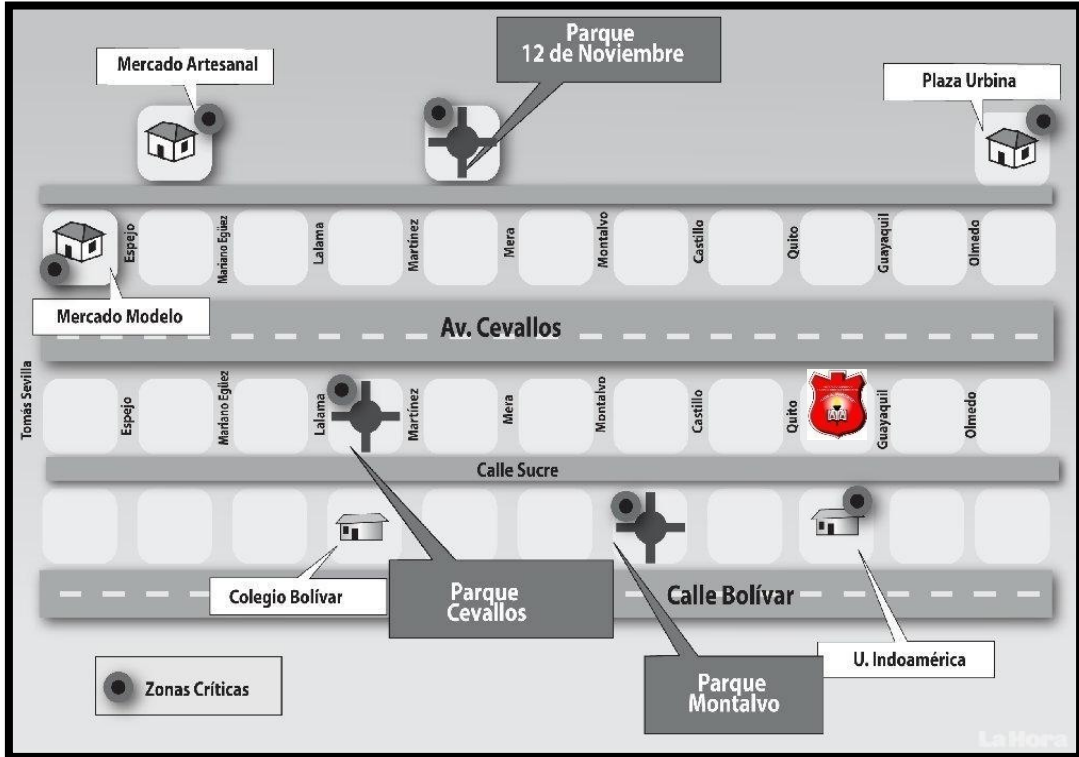 Parque
12 de Noviembre
Mercado Artesanal
Plaza Urbina
Espejo
Mariano Egüez
Lalama
Martínez
Mera
Montalvo
Castillo
Quito
Guayaquil
Olmedo
Mercado Modelo
Av. Cevallos
Tomás Sevilla
Espejo
Mariano Egüez
Lalama
Martínez
Mera
Montalvo
Castillo
Quito
Guayaquil
Olmedo
Calle Sucre
Colegio Bolívar
Parque
Cevallos
Calle Bolívar
U. Indoamérica
Parque
Montalvo
Zonas Críticas
La Hora